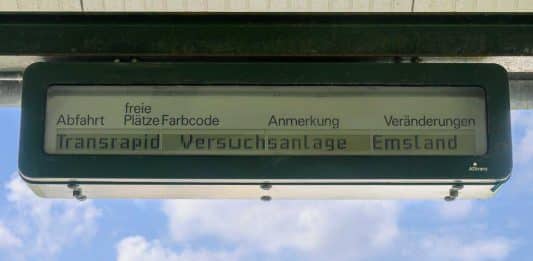 freie
Abfahrt Plätze Farbcode Anmerkung Veränderungen
Transrapid Versuchsanlage Emsland